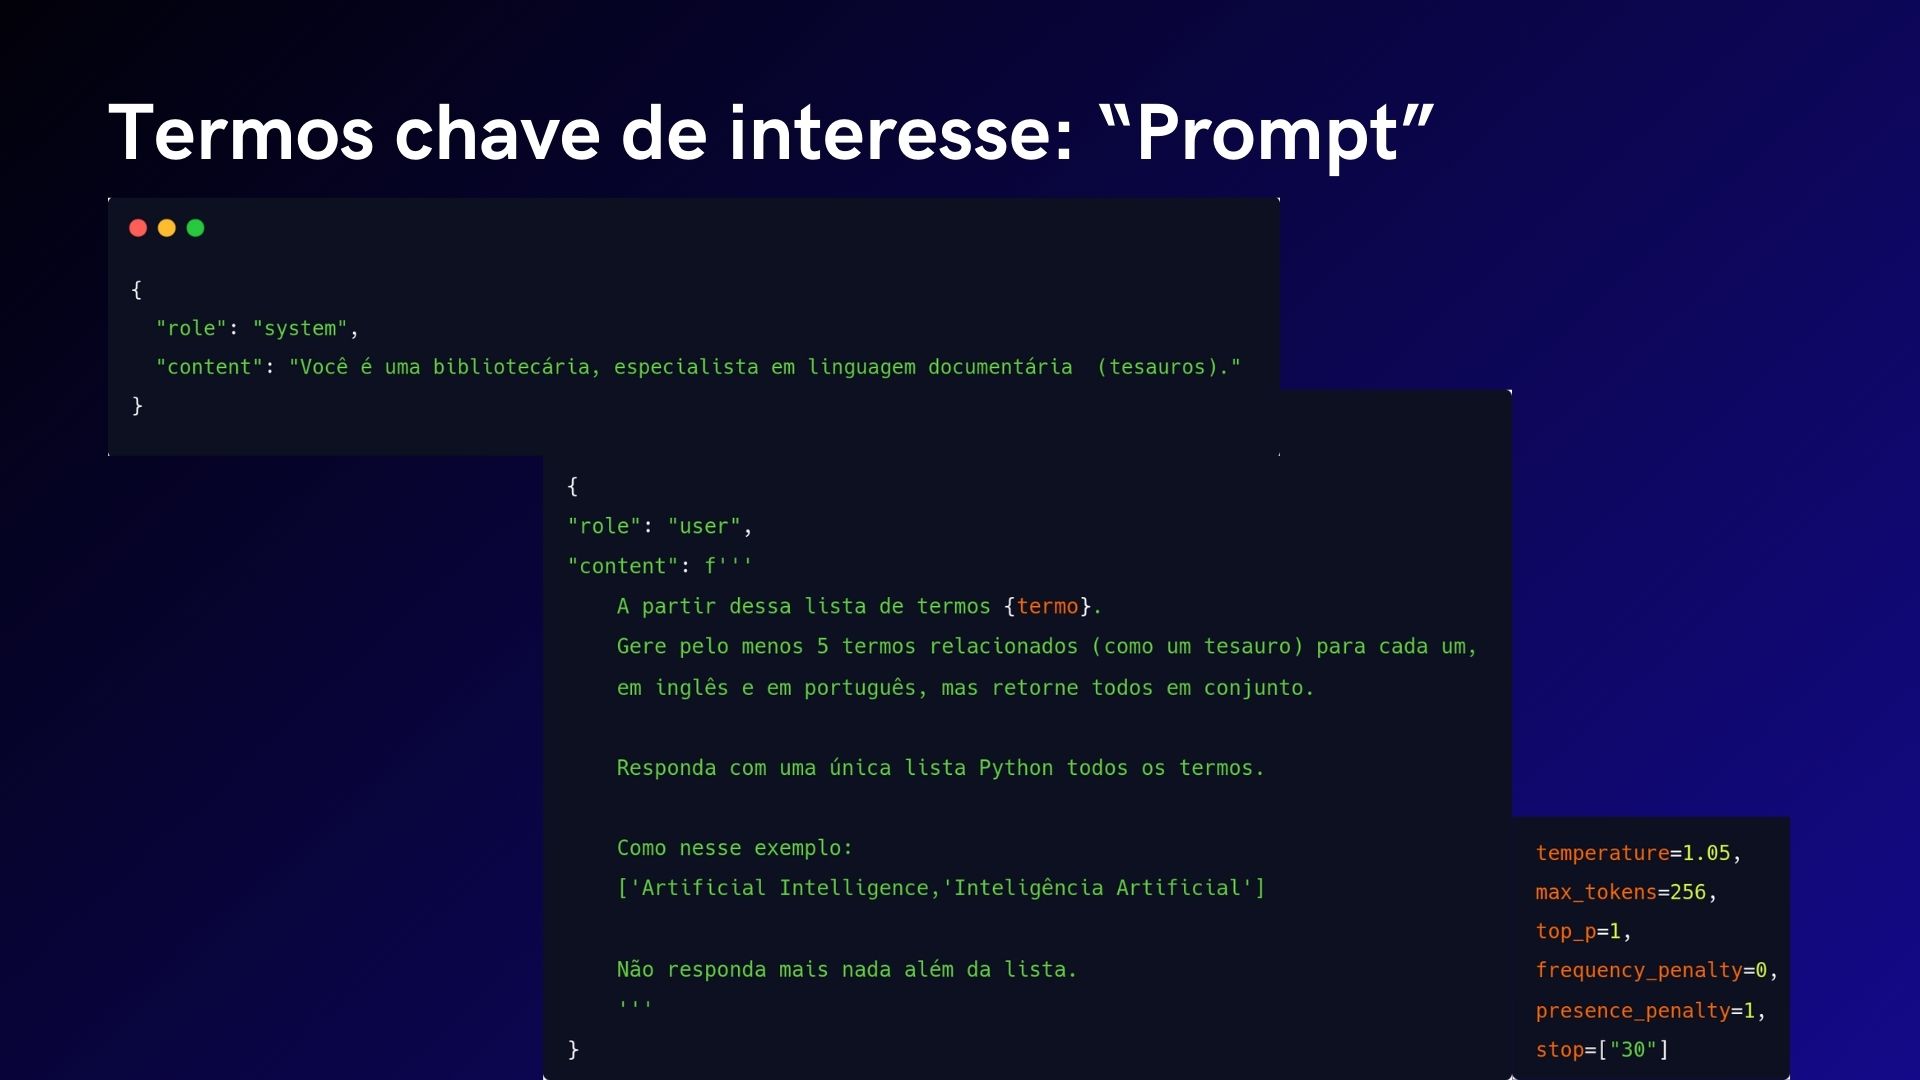 Termos chave de interesse: “Prompt”
{
"role": "system",
"content": "Você é uma bibliotecária, especialista em linguagem documentária  (tesauros)."
}
{
"role": "user",
"content": f'''
A partir dessa lista de termos {termo}.
Gere pelo menos 5 termos relacionados (como um tesauro) para cada um,
em inglês e em português, mas retorne todos em conjunto.
Responda com uma única lista Python todos os termos.
Como nesse exemplo:
['Artificial Intelligence,'Inteligência Artificial']
Não responda mais nada além da lista.
'''
}
temperature=1.05,
max_tokens=256,
top_p=1,
frequency_penalty=0,
presence_penalty=1,
stop=["30"]